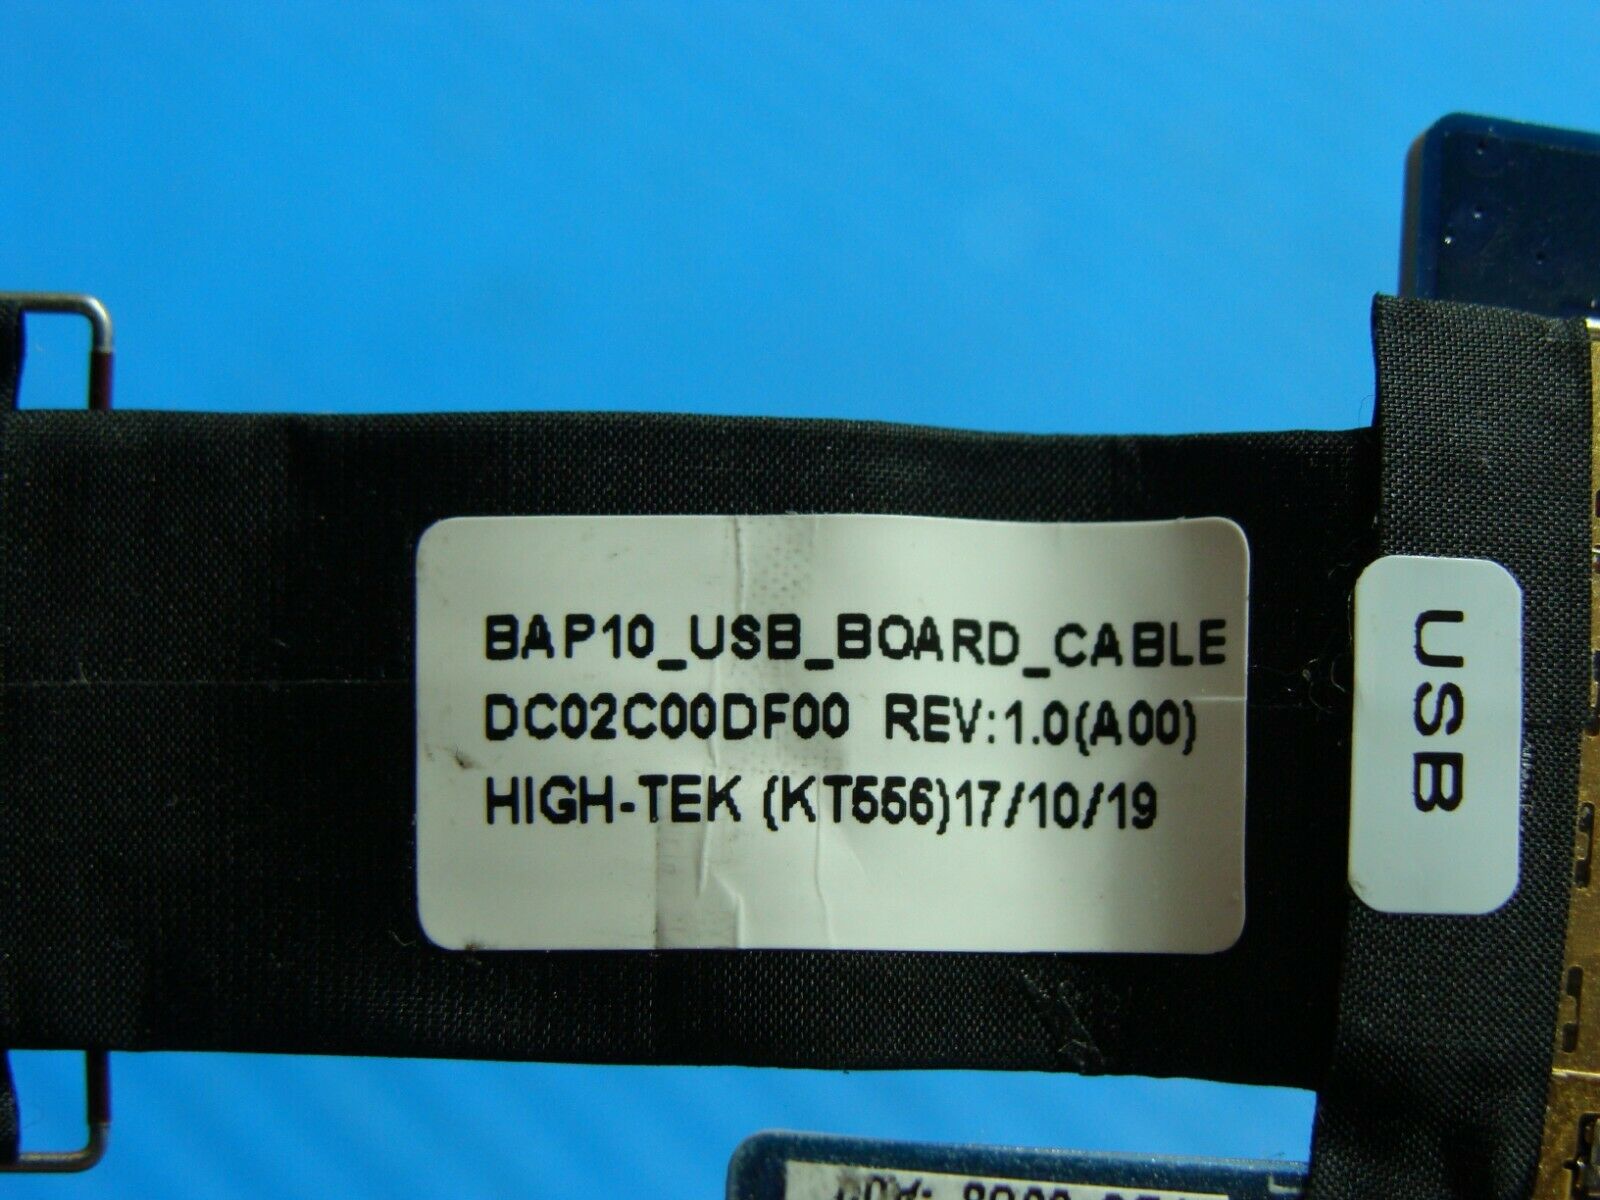 BAP10_USB_BOARD_CABLE
DC02C00DF00 REV:1.0(A00)
HIGH-TEK (KT556)17/10/19
USB